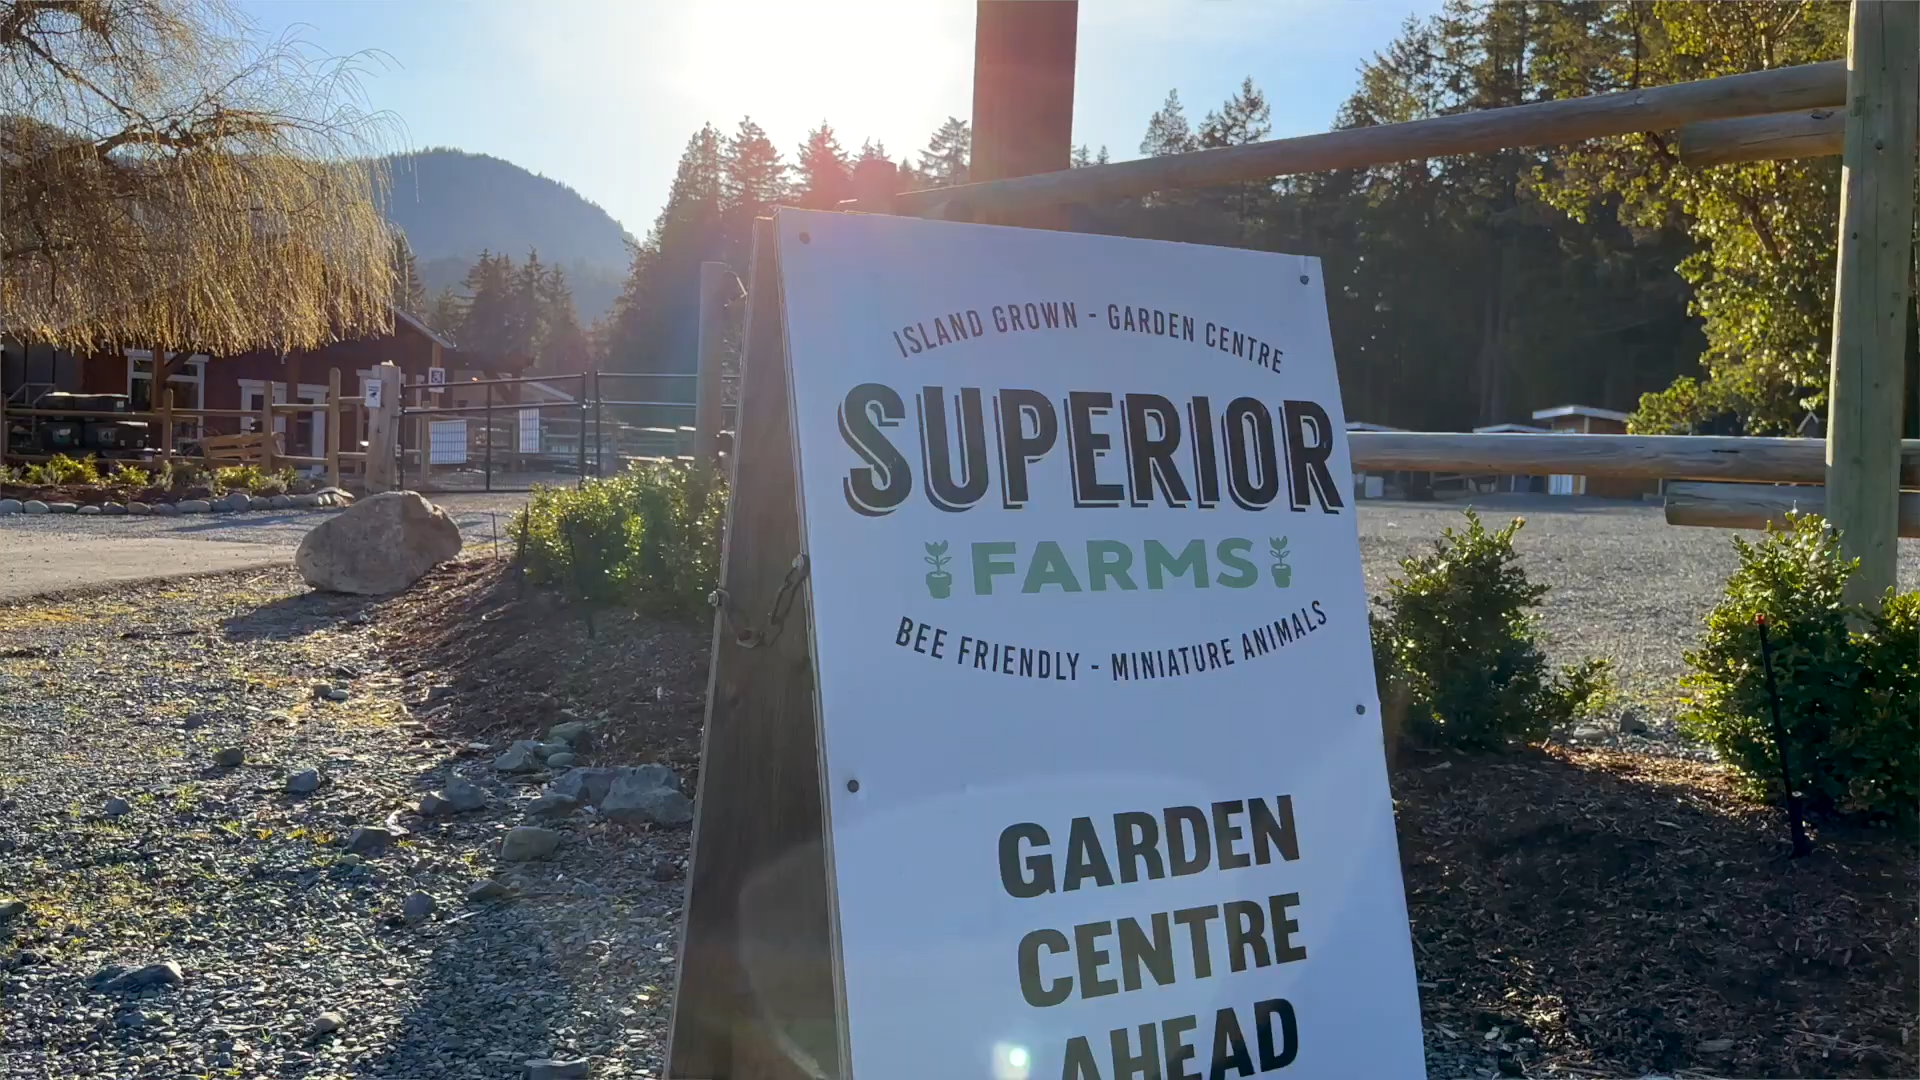 ISLAND GROWN - GARDEN CENTRE
SUPERIOR
FARMS
BEE FRIENDLY - MINIATURE ANIMALS
GARDEN
CENTRE
AHEAD